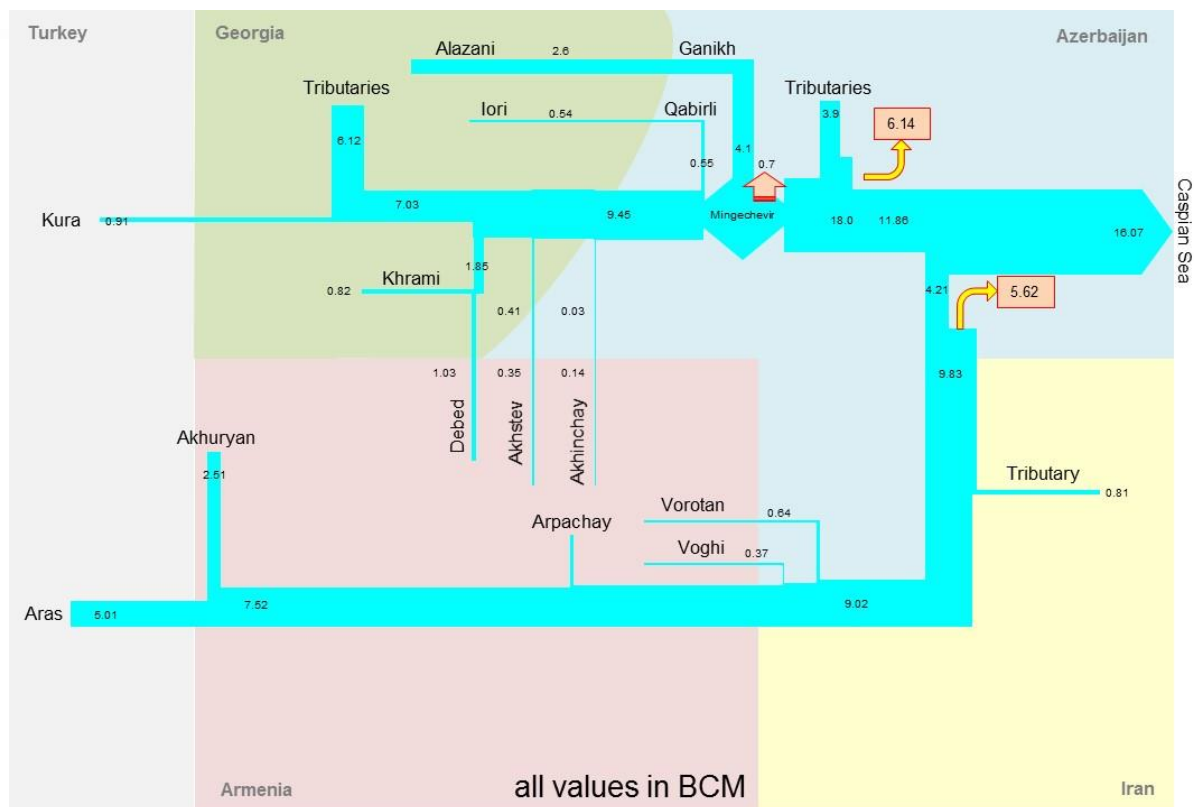 Turkey
Georgia
Azerbaijan
Alazani
2.6
Ganikh
Tributaries
Iori
0.54
Qabirli
Tributaries
3.9
6.14
6.12
4.1
0.55
0.7
7.03
9.45
Mingechevir
18.0
11.86
16.07
Caspian Sea
Kura
0.91
1.85
Khrami
0.82
0.41
0.03
4.21
5.62
1.03
0.35
0.14
9.83
Debed
Akhstev
Akhinchay
Akhuryan
2.51
Tributary
0.81
Vorotan
0.64
Arpachay
Voghi
0.37
Aras
5.01
7.52
9.02
Armenia
all values in BCM
Iran